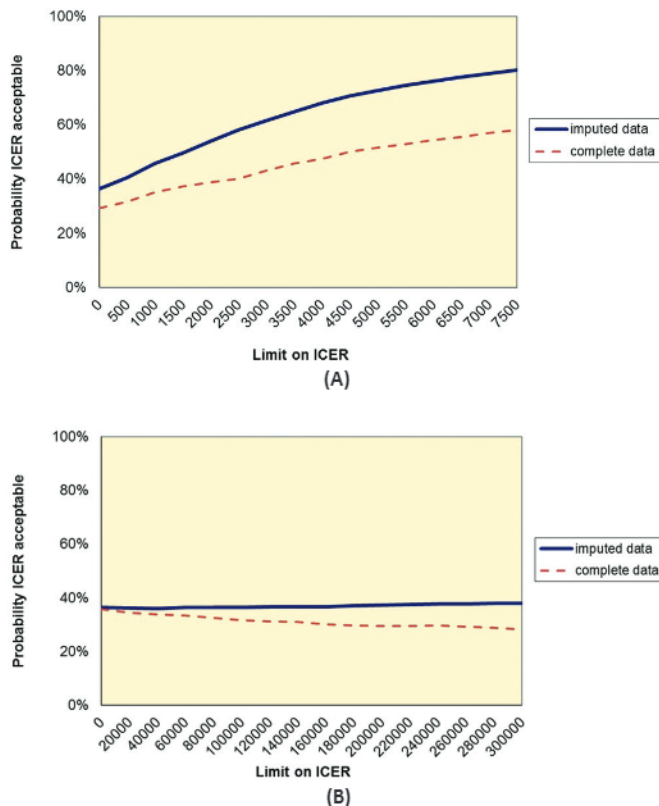 100%
80%
60%
40%
20%
0%
Probability ICER acceptable
imputed data
complete data
0 500 1000 1500 2000 2500 3000 3500 4000 4500 5000 5500 6000 6500 7000 7500
Limit on ICER
(A)
100%
80%
60%
40%
20%
0%
Probability ICER acceptable
imputed data
complete data
0 20000 40000 60000 80000 100000 120000 140000 160000 180000 200000 220000 240000 260000 280000 300000
Limit on ICER
(B)